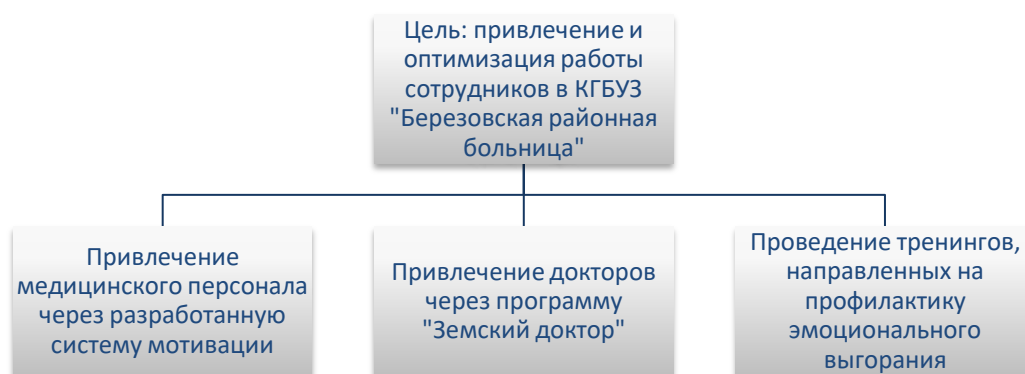 Цель: привлечение и
оптимизация работы
сотрудников в КГБУЗ
"Березовская районная
больница"
Привлечение
медицинского персонала
через разработанную
систему мотивации
Привлечение докторов
через программу
"Земский доктор"
Проведение тренингов,
направленных на
профилактику
эмоционального
выгорания